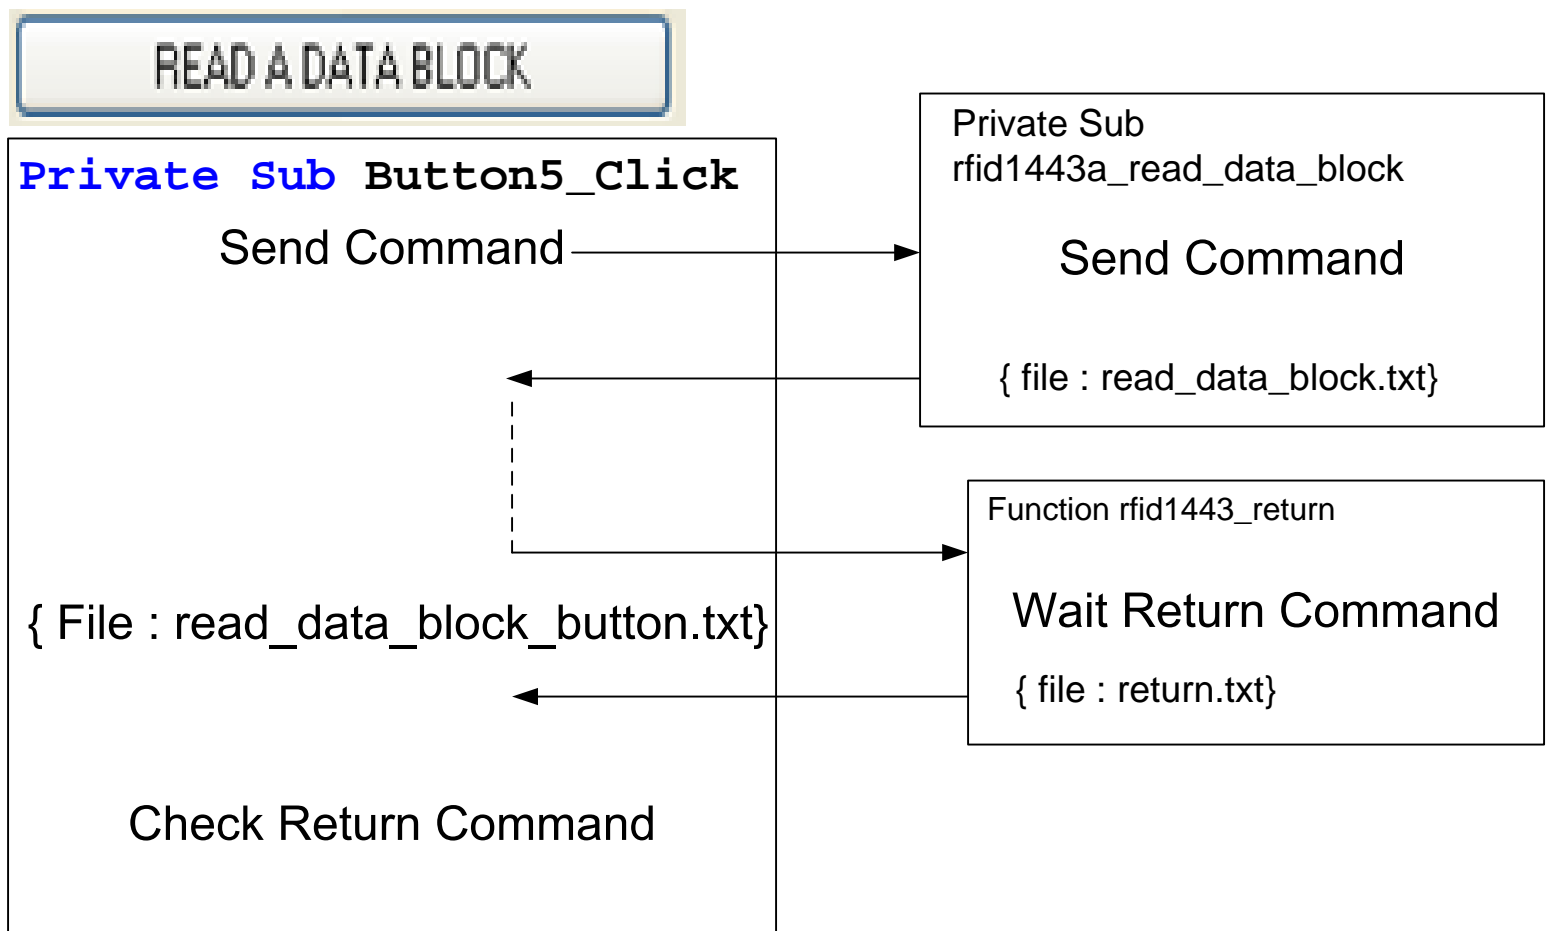 READ A DATA BLOCK
Private Sub Button5_Click
Send Command
{ File : read_data_block_button.txt}
Check Return Command
Private Sub
rfid1443a_read_data_block
Send Command
{ file : read_data_block.txt}
Function rfid1443_return
Wait Return Command
{ file : return.txt}